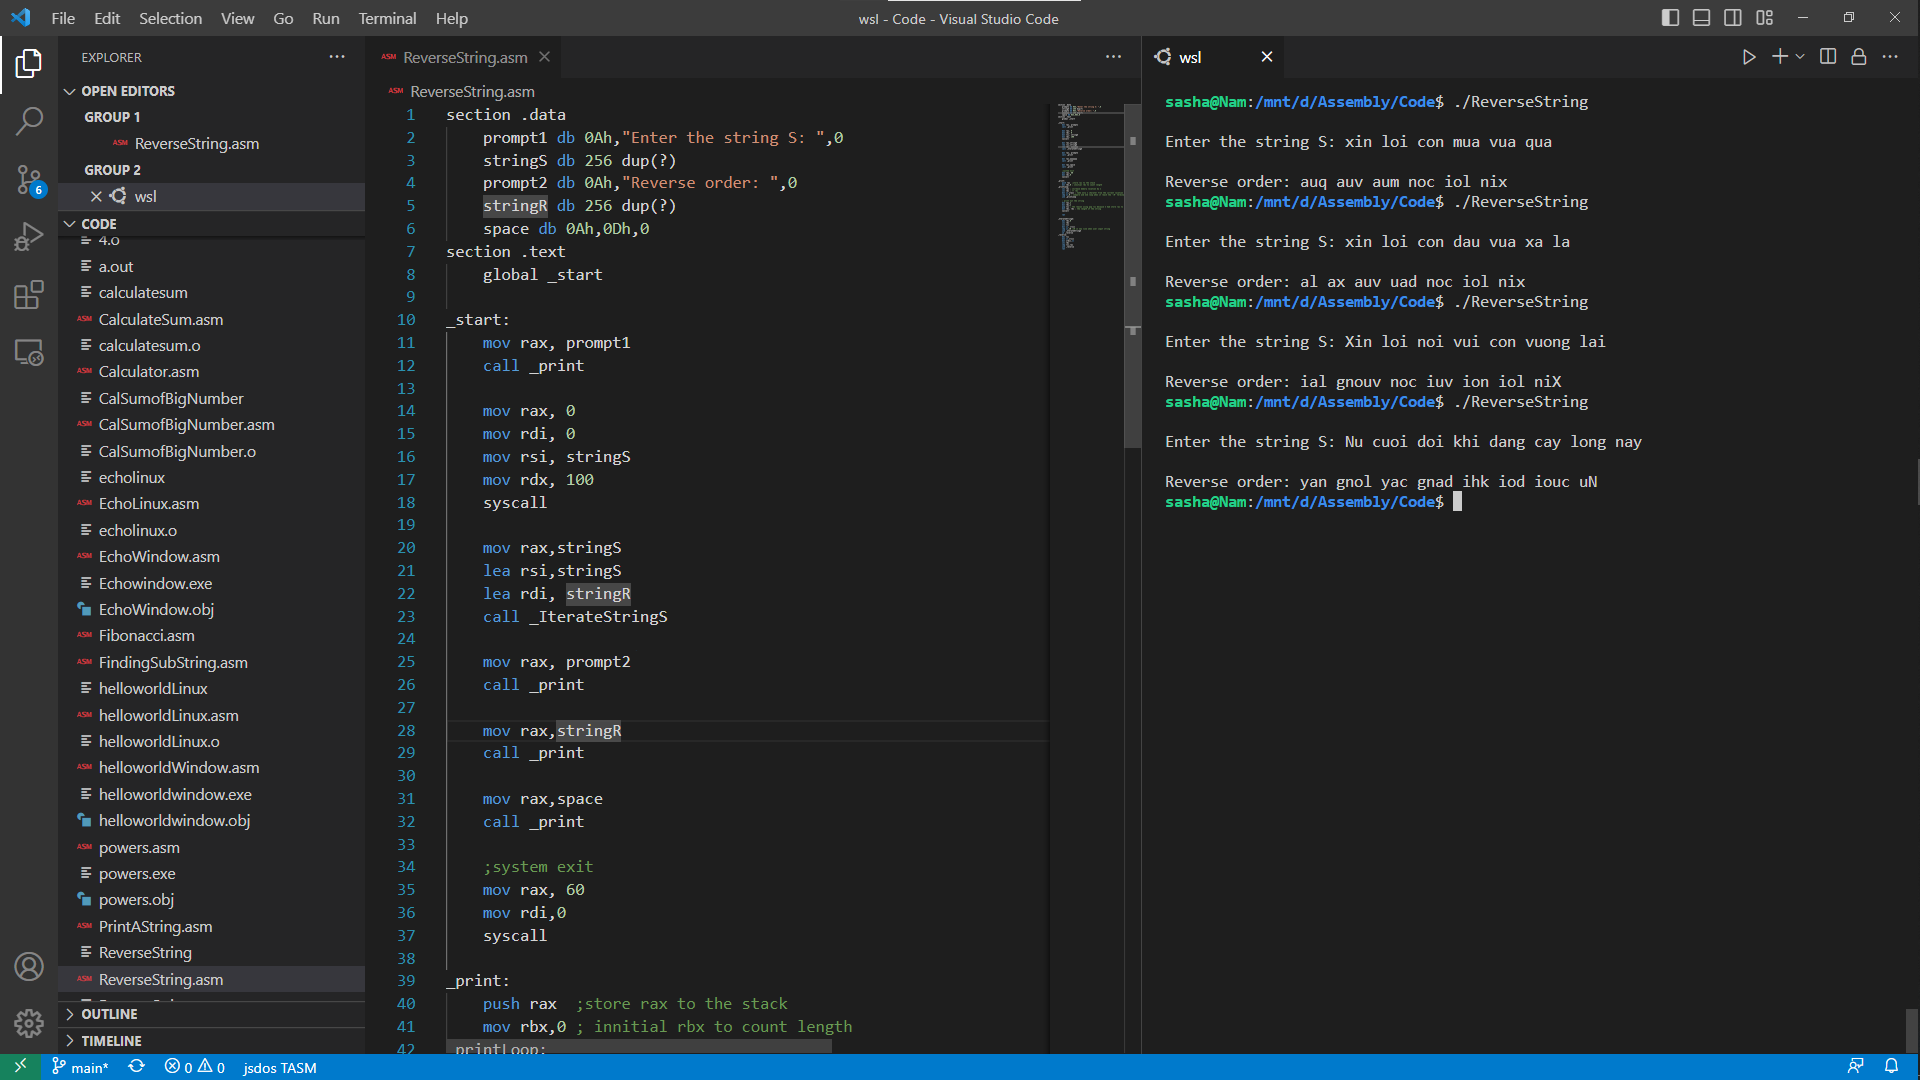 File Edit Selection View Go Run Terminal Help
wsl - Code - Visual Studio Code
EXPLORER
OPEN EDITORS
GROUP 1
ASM ReverseString.asm
GROUP 2
wsl
CODE
4.o
a.out
calculatesum
ASM CalculateSum.asm
calculatesum.o
ASM Calculator.asm
CalSumofBigNumber
ASM CalSumofBigNumber.asm
CalSumofBigNumber.o
echolinux
ASM EchoLinux.asm
echolinux.o
ASM EchoWindow.asm
Echowindow.exe
EchoWindow.obj
ASM Fibonacci.asm
ASM FindingSubString.asm
helloworldLinux
ASM helloworldLinux.asm
helloworldLinux.o
ASM helloworldWindow.asm
helloworldwindow.exe
helloworldwindow.obj
ASM powers.asm
powers.exe
powers.obj
ASM PrintAString.asm
ReverseString
ASM ReverseString.asm
OUTLINE
TIMELINE
6
ASM ReverseString.asm
ASM ReverseString.asm
1 section .data
2 prompt1 db 0Ah,"Enter the string S: ",0
3 stringS db 256 dup(?)
4 prompt2 db 0Ah,"Reverse order: ",0
5 stringR db 256 dup(?)
6 space db 0Ah,0Dh,0
7 section .text
8 global _start
9
10 _start:
11 mov rax, prompt1
12 call _print
13
14 mov rax, 0
15 mov rdi, 0
16 mov rsi, stringS
17 mov rdx, 100
18 syscall
19
20 mov rax,stringS
21 lea rsi,stringS
22 lea rdi, stringR
23 call _IterateStringS
24
25 mov rax, prompt2
26 call _print
27
28 mov rax,stringR
29 call _print
30
31 mov rax,space
32 call _print
33
34 ;system exit
35 mov rax, 60
36 mov rdi,0
37 syscall
38
39 _print:
40 push rax ;store rax to the stack
41 mov rbx,0 ; innitial rbx to count length
42 printLoop:
wsl
sasha@Nam:/mnt/d/Assembly/Code$ ./ReverseString
Enter the string S: xin loi con mua vua qua
Reverse order: auq auv aum noc iol nix
sasha@Nam:/mnt/d/Assembly/Code$ ./ReverseString
Enter the string S: xin loi con dau vua xa la
Reverse order: al ax auv uad noc iol nix
sasha@Nam:/mnt/d/Assembly/Code$ ./ReverseString
Enter the string S: Xin loi noi vui con vuong lai
Reverse order: ial gnouv noc iuv ion iol niX
sasha@Nam:/mnt/d/Assembly/Code$ ./ReverseString
Enter the string S: Nu cuoi doi khi dang cay long nay
Reverse order: yan gnol yac gnad ihk iod iouc uN
sasha@Nam:/mnt/d/Assembly/Code$
main* 0 0 jsdos TASM